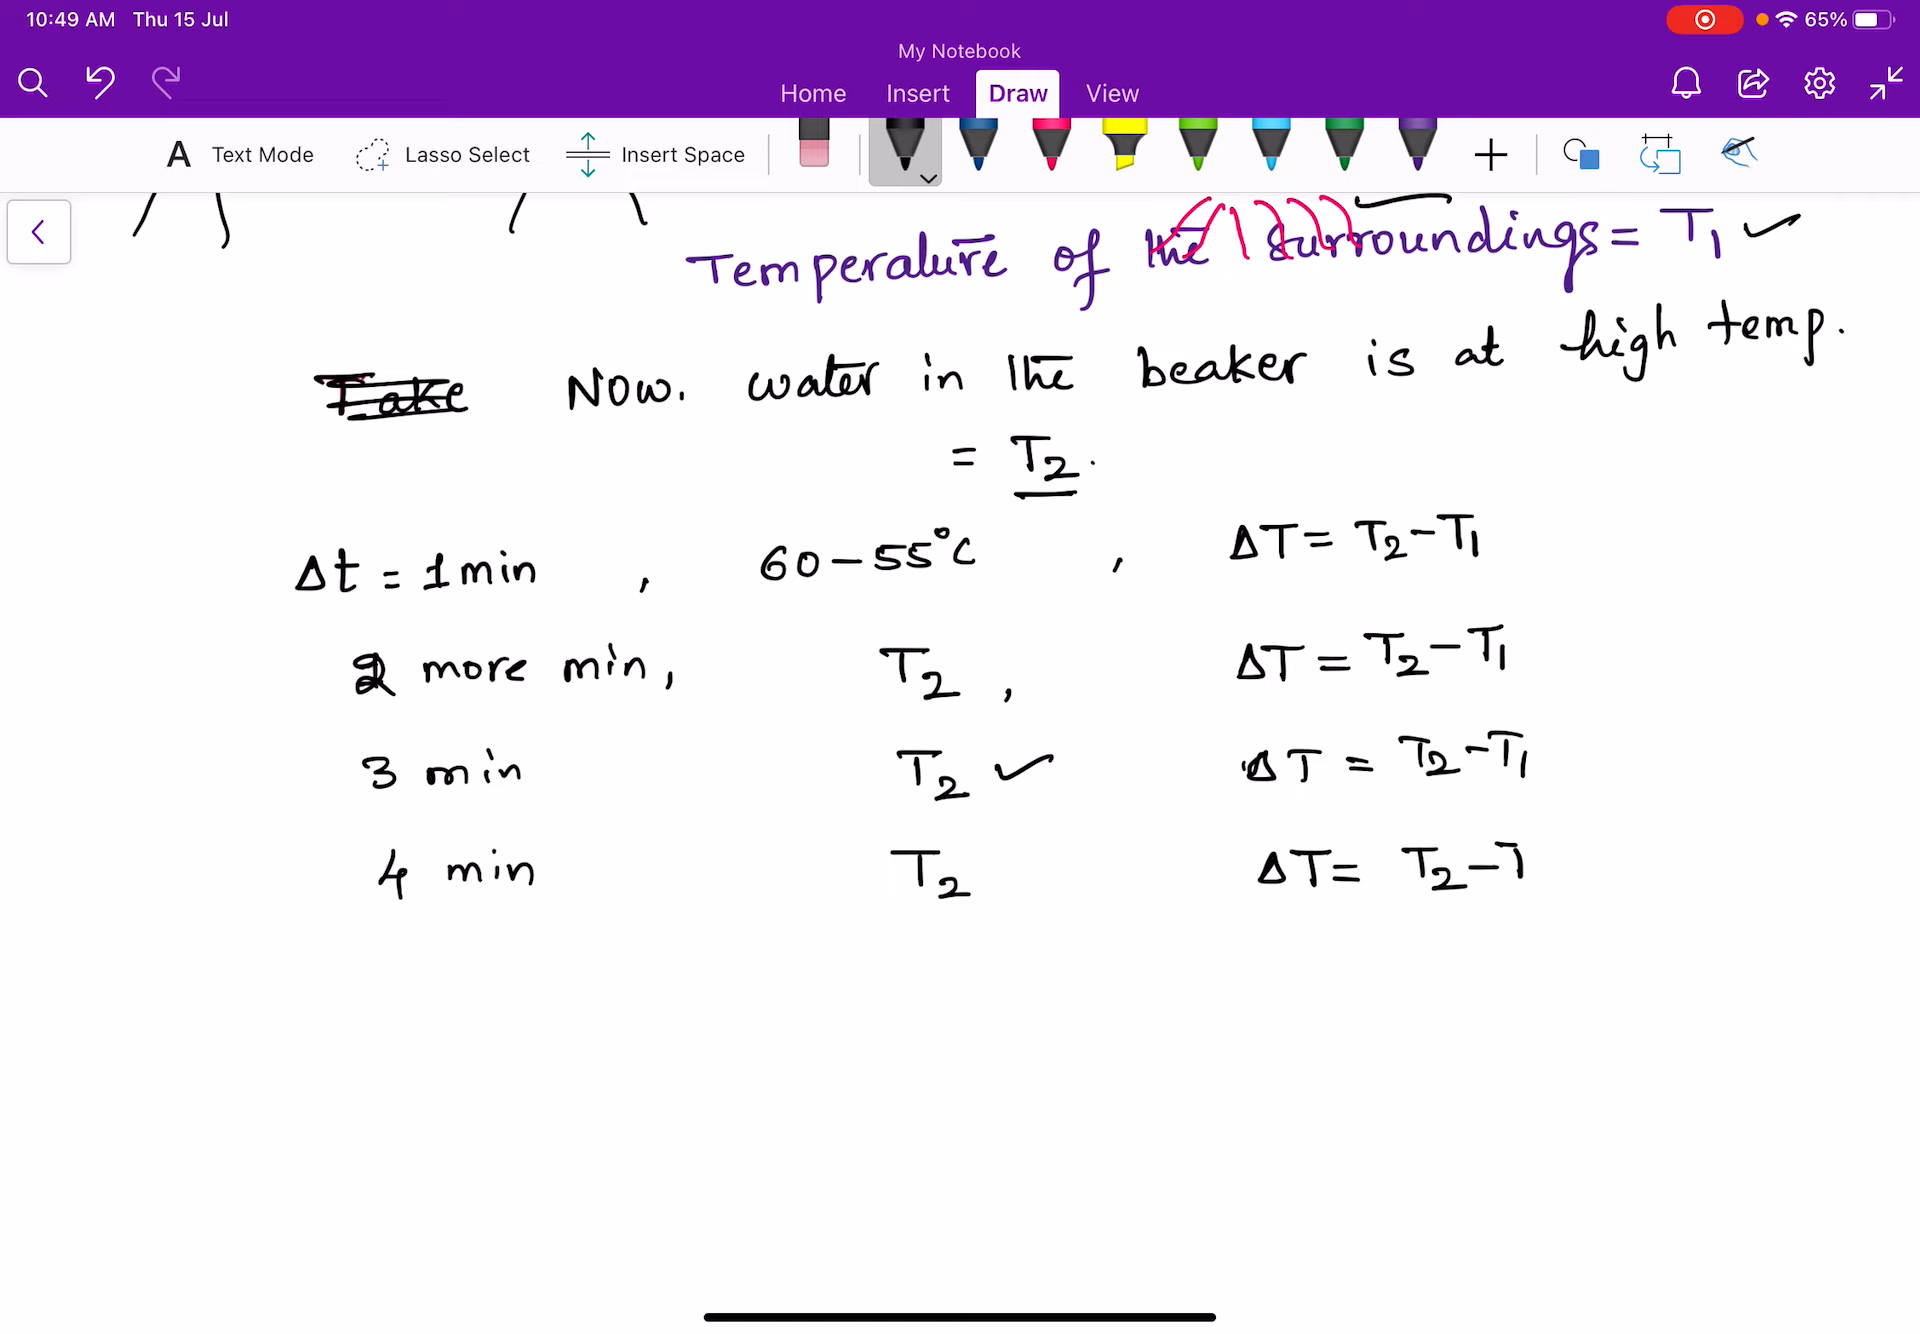 10:49 AM Thu 15 Jul
65%
My Notebook
Home Insert Draw View
A Text Mode Lasso Select Insert Space
Temperature of the surroundings = T1 ✓
Take Now. water in the beaker is at high temp.
= T2.
Δt = 1 min , 60-55°C , ΔT = T2-T1
2 more min, T2 , ΔT = T2-T1
3 min T2 ✓ ΔT = T2-T1
4 min T2 ΔT = T2-T